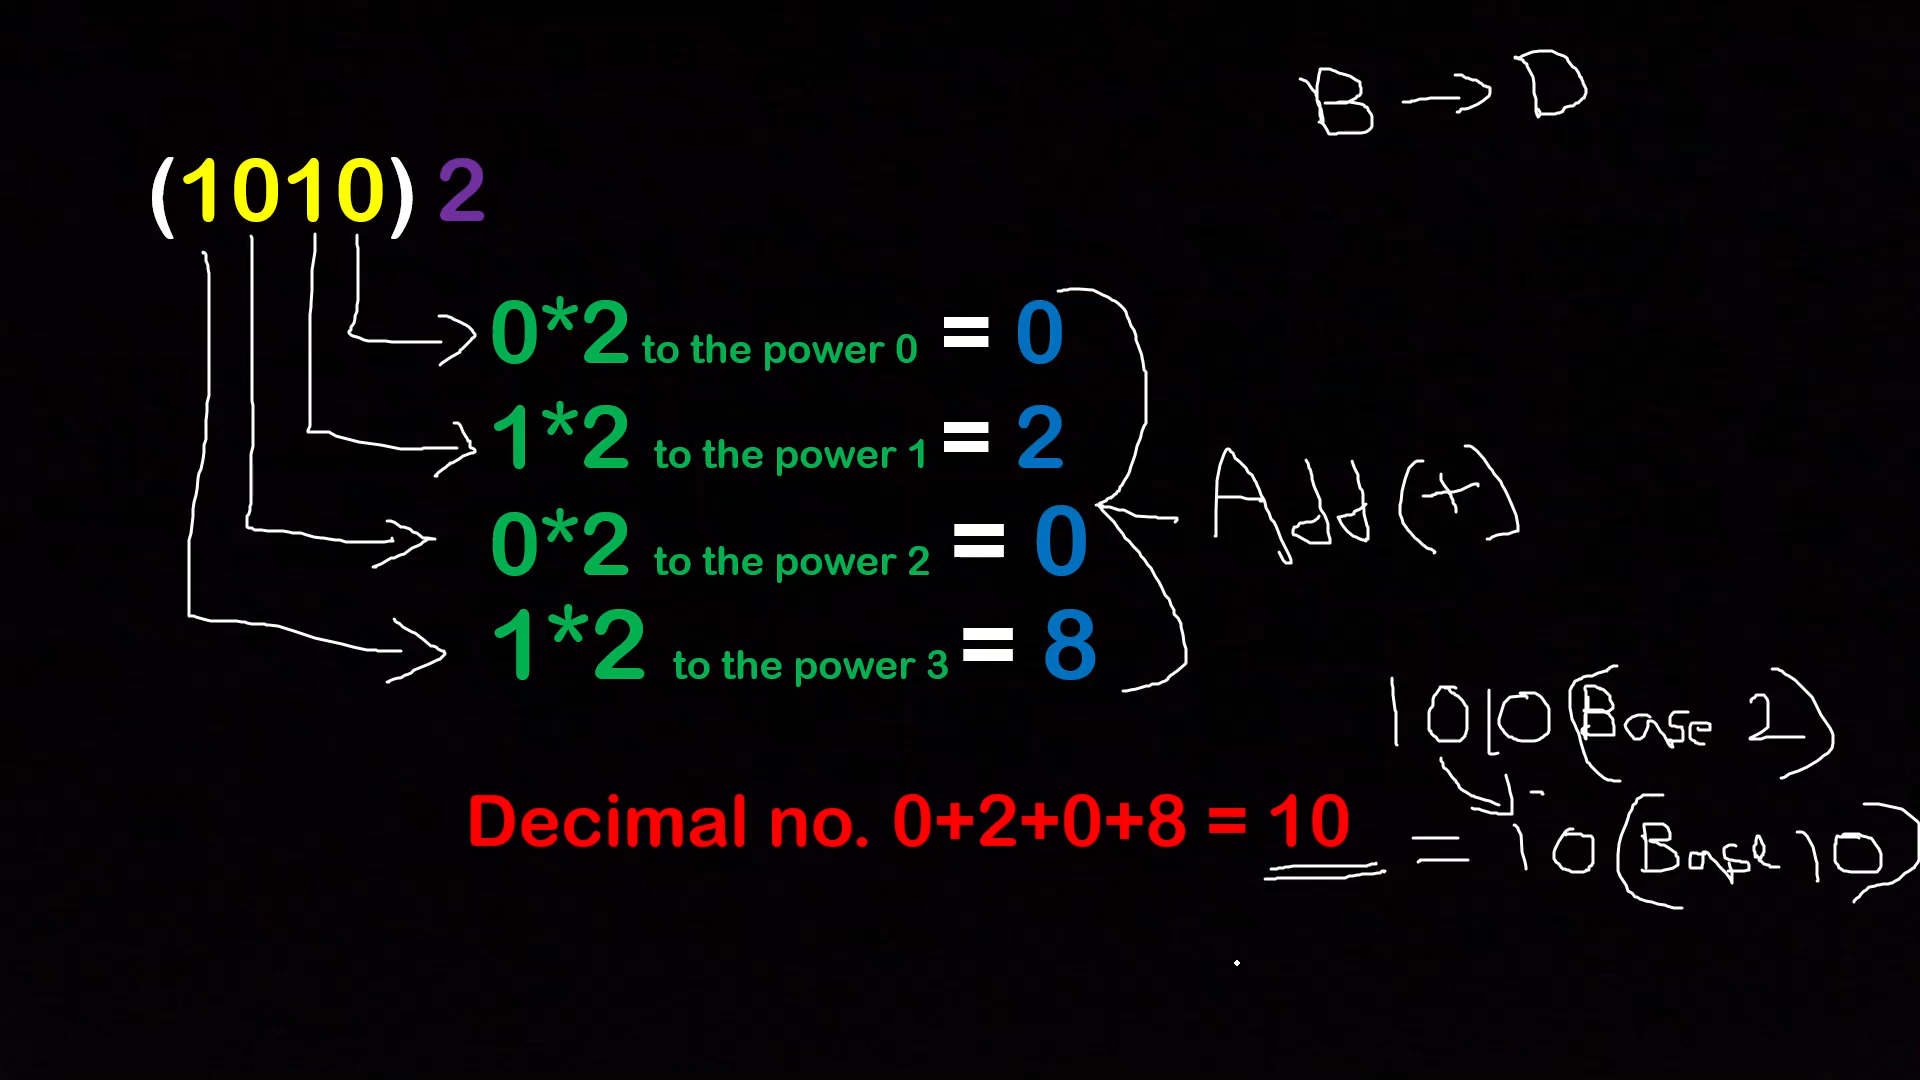 B → D
(1010) 2
0*2 to the power 0 = 0
1*2 to the power 1 = 2
0*2 to the power 2 = 0
1*2 to the power 3 = 8
Add (+)
1010 (Base 2)
Decimal no. 0+2+0+8 = 10 = 10 (Base 10)